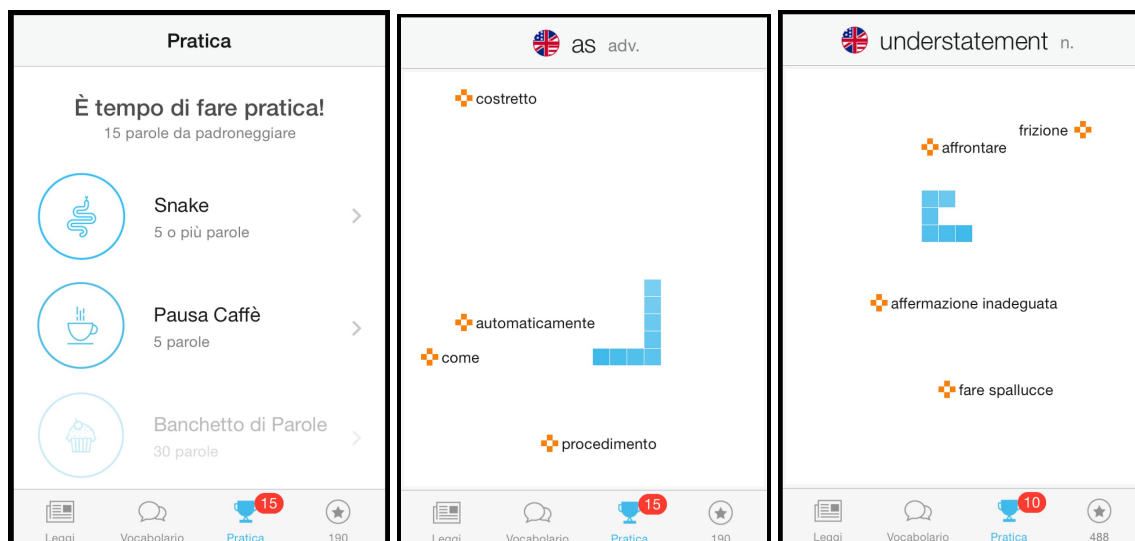 Pratica
È tempo di fare pratica!
15 parole da padroneggiare
Snake
5 o più parole
Pausa Caffè
5 parole
Banchetto di Parole
30 parole
15
Leggi Vocabolario Pratica 190
as adv.
costretto
automaticamente
come
procedimento
15
Leggi Vocabolario Pratica 190
understatement n.
frizione
affrontare
affermazione inadeguata
fare spallucce
10
Leggi Vocabolario Pratica 488